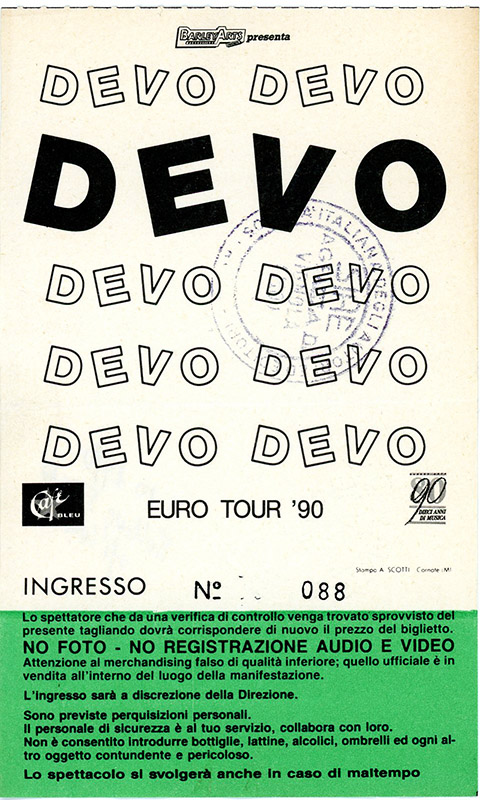 BARLEY ARTS presenta
DEVO DEVO
DEVO
DEVO DEVO
DEVO DEVO
DEVO DEVO
BLEU
EURO TOUR '90
90
DIECI ANNI
DI MUSICA
Stampa A. SCOTTI Cornate (MI)
INGRESSO Nº 088
Lo spettatore che da una verifica di controllo venga trovato sprovvisto del
presente tagliando dovrà corrispondere di nuovo il prezzo del biglietto.
NO FOTO - NO REGISTRAZIONE AUDIO E VIDEO
Attenzione al merchandising falso di qualità inferiore; quello ufficiale è in
vendita all'interno del luogo della manifestazione.
L'ingresso sarà a discrezione della Direzione.
Sono previste perquisizioni personali.
Il personale di sicurezza è al tuo servizio, collabora con loro.
Non è consentito introdurre bottiglie, lattine, alcolici, ombrelli ed ogni al-
tro oggetto contundente e pericoloso.
Lo spettacolo si svolgerà anche in caso di maltempo